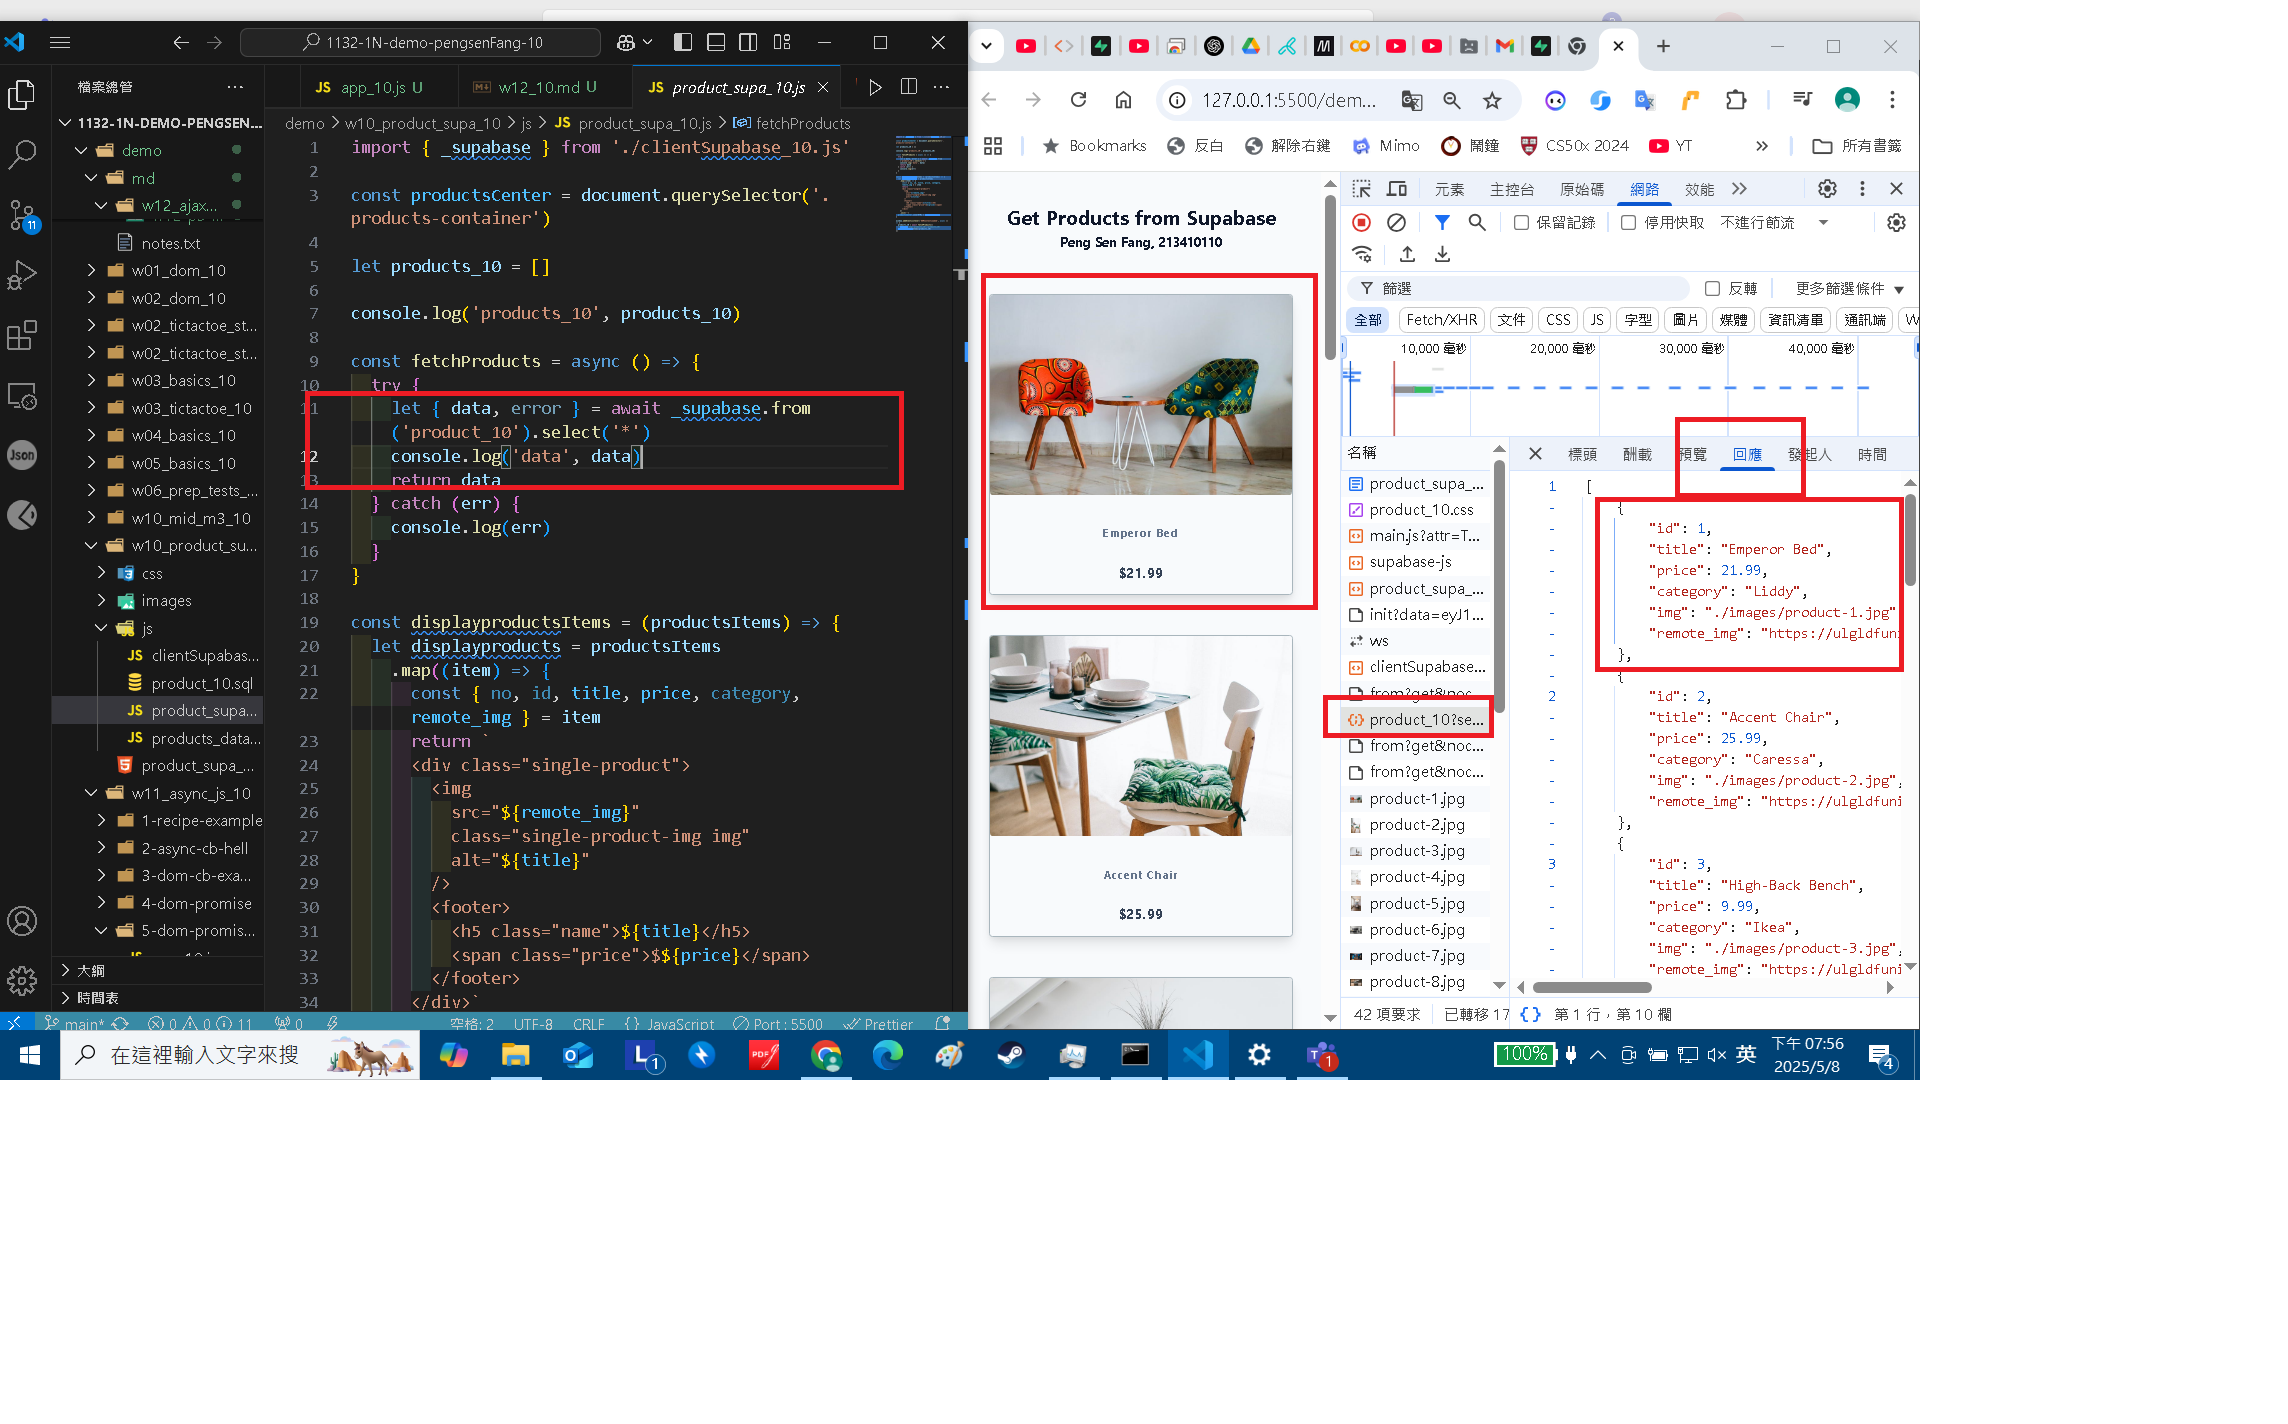 1132-1N-demo-pengsenFang-10
檔案總管
1132-1N-DEMO-PENGSEN...
demo
md
w12_ajax...
notes.txt
w01_dom_10
w02_dom_10
w02_tictactoe_st...
w02_tictactoe_st...
w03_basics_10
w03_tictactoe_10
w04_basics_10
w05_basics_10
w06_prep_tests_...
w10_mid_m3_10
w10_product_su...
css
images
js
JS clientSupabas...
product_10.sql
JS product_supa...
JS products_data...
product_supa_...
w11_async_js_10
1-recipe-example
2-async-cb-hell
3-dom-cb-exa...
4-dom-promise
5-dom-promis...
大綱
時間表
11
Json
JS app_10.js U
w12_10.md U
JS product_supa_10.js
demo > w10_product_supa_10 > js > JS product_supa_10.js > fetchProducts
1 import { _supabase } from './clientSupabase_10.js'
2
3 const productsCenter = document.querySelector('.
products-container')
4
5 let products_10 = []
6
7 console.log('products_10', products_10)
8
9 const fetchProducts = async () => {
10 try {
11 let { data, error } = await _supabase.from
('product_10').select('*')
12 console.log('data', data)
13 return data
14 } catch (err) {
15 console.log(err)
16 }
17 }
18
19 const displayproductsItems = (productsItems) => {
20 let displayproducts = productsItems
21 .map((item) => {
22 const { no, id, title, price, category,
remote_img } = item
23 return `
24 <div class="single-product">
25 <img
26 src="${remote_img}"
27 class="single-product-img img"
28 alt="${title}"
29 />
30 <footer>
31 <h5 class="name">${title}</h5>
32 <span class="price">$${price}</span>
33 </footer>
34 </div>`
main* 0 0 11 0 空格: 2 UTF-8 CRLF {} JavaScript Port : 5500 Prettier
127.0.0.1:5500/dem...
Bookmarks
反白
解除右鍵
Mimo
鬧鐘
CS50x 2024
YT
所有書籤
Get Products from Supabase
Peng Sen Fang, 213410110
Emperor Bed
$21.99
Accent Chair
$25.99
元素 主控台 原始碼 網路 效能
保留記錄 停用快取 不進行節流
篩選 反轉 更多篩選條件
全部 Fetch/XHR 文件 CSS JS 字型 圖片 媒體 資訊清單 通訊端 W
10,000 毫秒 20,000 毫秒 30,000 毫秒 40,000 毫秒
名稱
product_supa_...
product_10.css
main.js?attr=T...
supabase-js
product_supa_...
init?data=eyJ1...
ws
clientSupabase...
from?get&noc...
product_10?se...
from?get&noc...
from?get&noc...
product-1.jpg
product-2.jpg
product-3.jpg
product-4.jpg
product-5.jpg
product-6.jpg
product-7.jpg
product-8.jpg
標頭 酬載 預覽 回應 發起人 時間
1 [
- {
- "id": 1,
- "title": "Emperor Bed",
- "price": 21.99,
- "category": "Liddy",
- "img": "./images/product-1.jpg"
- "remote_img": "https://ulgldfuni
- },
- {
2 "id": 2,
- "title": "Accent Chair",
- "price": 25.99,
- "category": "Caressa",
- "img": "./images/product-2.jpg",
- "remote_img": "https://ulgldfuni
- },
- {
3 "id": 3,
- "title": "High-Back Bench",
- "price": 9.99,
- "category": "Ikea",
- "img": "./images/product-3.jpg",
- "remote_img": "https://ulgldfuni
42 項要求 已轉移 17
{} 第 1 行，第 10 欄
在這裡輸入文字來搜
1
1
100%
英
下午 07:56
2025/5/8
4